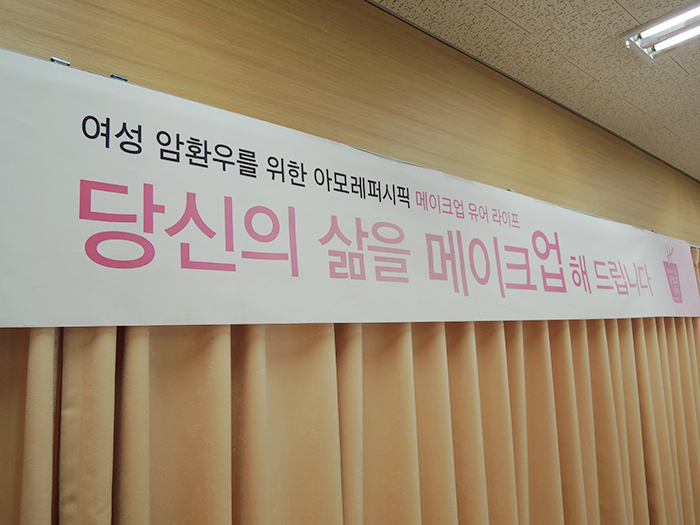 여성 암환우를 위한 아모레퍼시픽 메이크업 유어 라이프
당신의 삶을 메이크업 해 드립니다